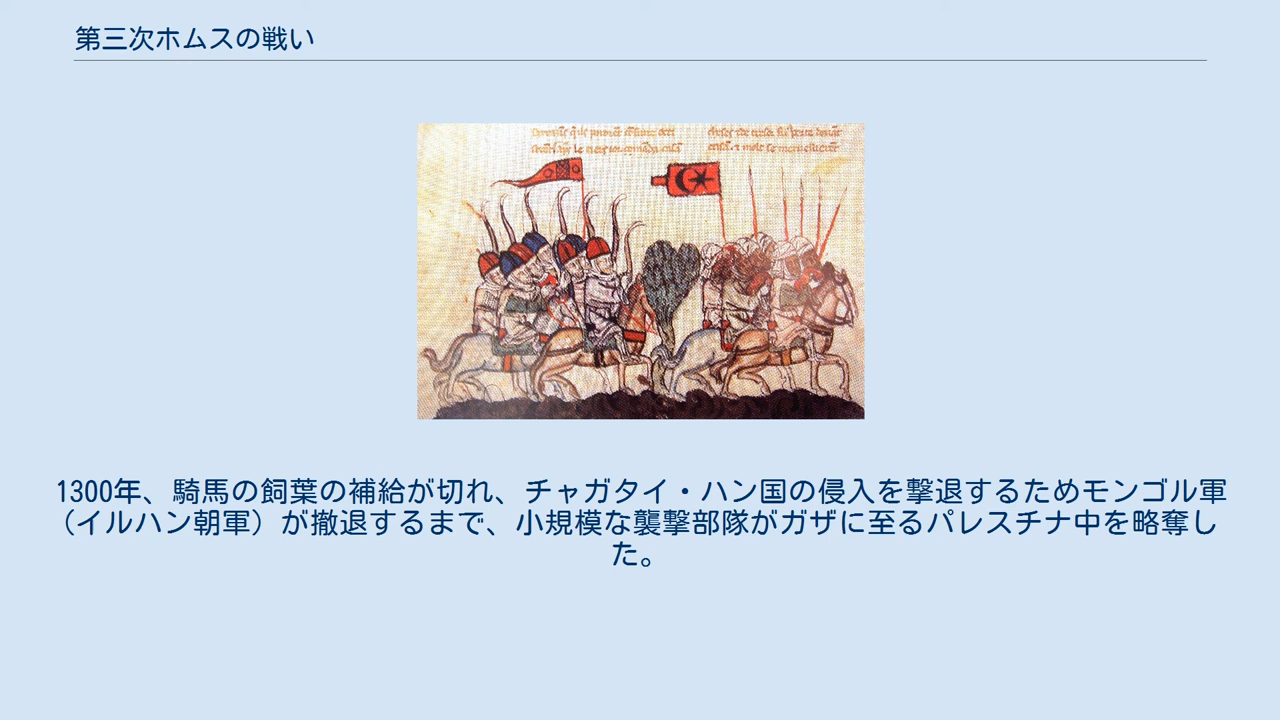 第三次ホムスの戦い
1300年、騎馬の飼葉の補給が切れ、チャガタイ・ハン国の侵入を撃退するためモンゴル軍
（イルハン朝軍）が撤退するまで、小規模な襲撃部隊がガザに至るパレスチナ中を略奪し
た。